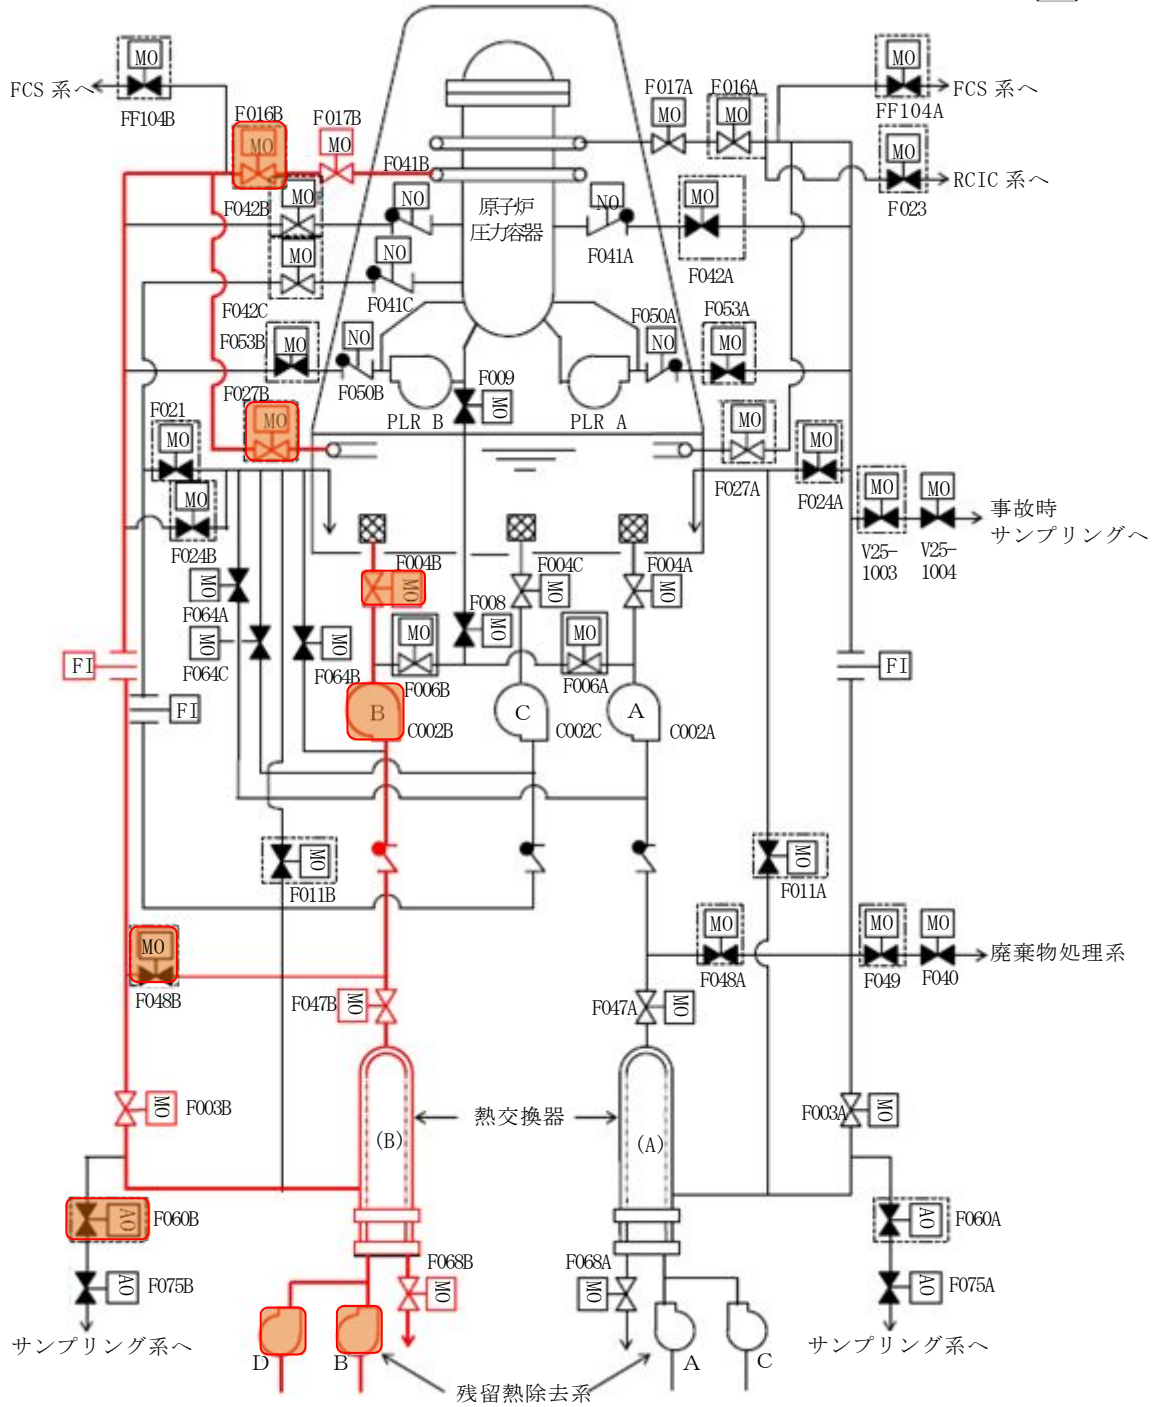 MO
MO
FCS 系へ
FF104B
F016B
F017B
F017A
F016A
FF104A
FCS 系へ
MO
MO
MO
MO
F041B
MO
RCIC 系へ
F042B
MO
NO
原子炉
圧力容器
NO
MO
F023
MO
NO
F041A
F042A
F042C
F041C
F050A
F053A
F053B
MO
NO
NO
MO
F050B
F009
MO
F027B
PLR B
PLR A
F021
MO
MO
MO
MO
F027A
F024A
MO
MO
MO
事故時
サンプリングへ
F024B
V25-
1003
V25-
1004
F004B
F004C
F004A
MO
MO
MO
MO
F064A
F008
MO
MO
MO
MO
MO
F064C
F064B
F006B
F006A
FI
FI
FI
B
C
A
C002B
C002C
C002A
MO
MO
F011B
F011A
MO
MO
MO
MO
廃棄物処理系
F048B
F048A
F049
F040
F047B
MO
F047A
MO
MO
F003B
熱交換器
F003A
MO
(B)
(A)
AO
F060B
AO
F060A
F068B
F068A
AO
F075B
MO
MO
AO
F075A
サンプリング系へ
D
B
A
C
サンプリング系へ
残留熱除去系